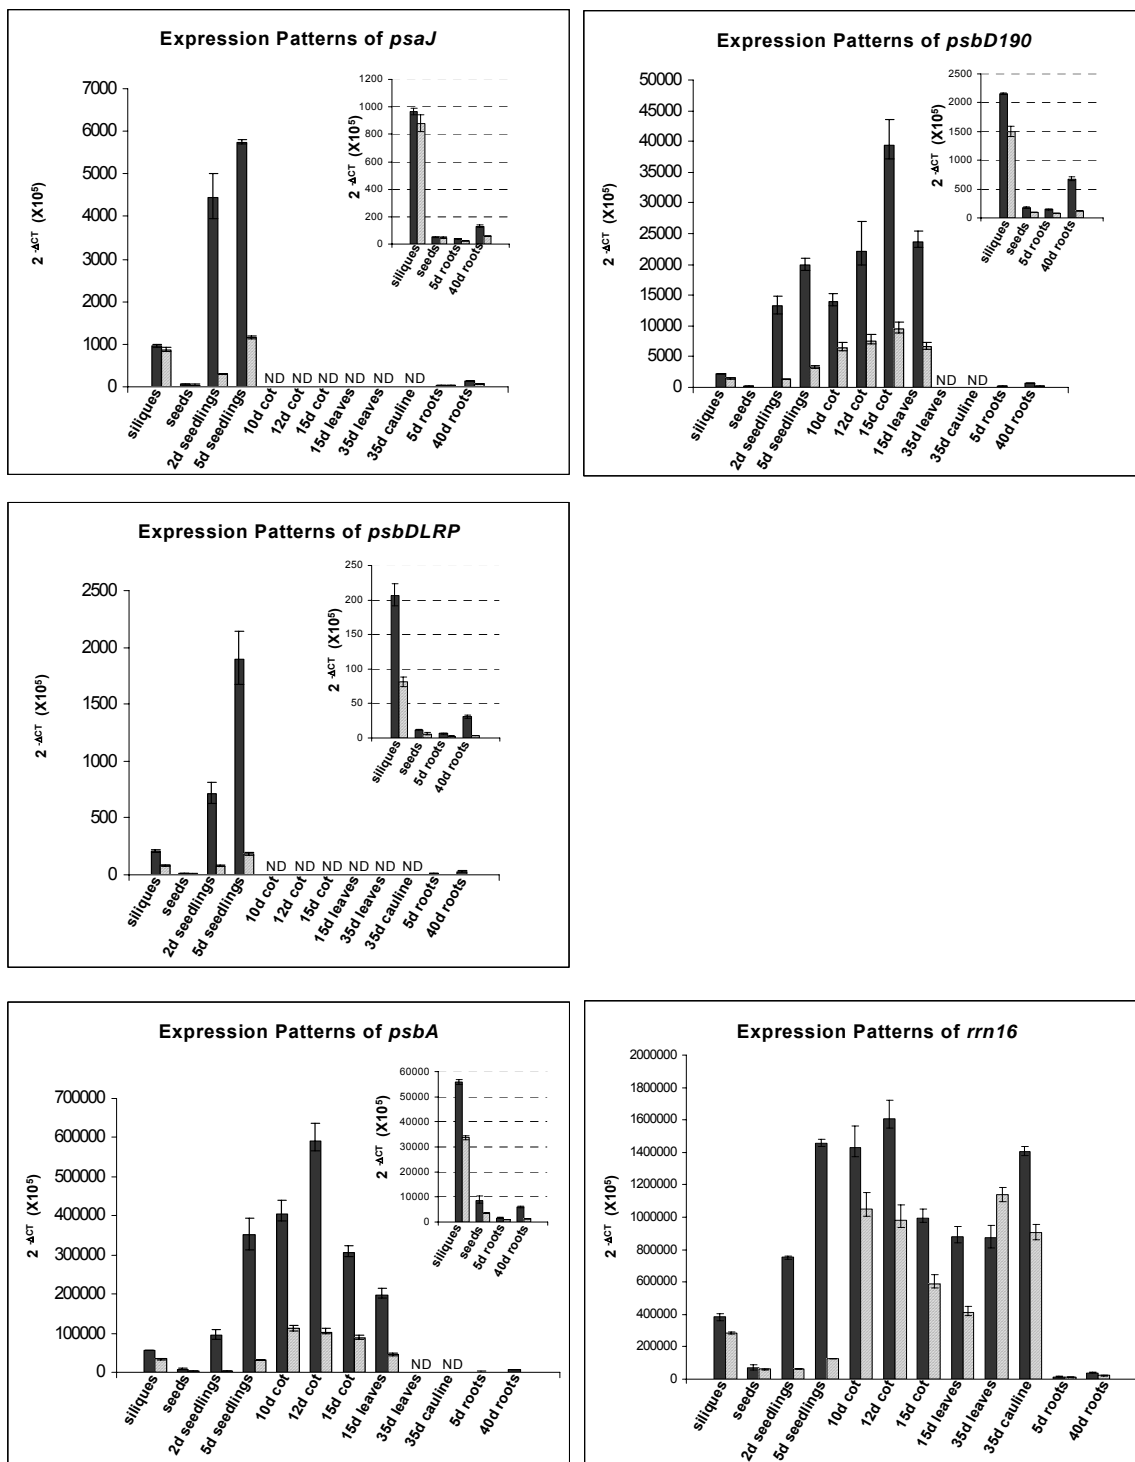 Expression Patterns of psaJ
2 -ΔCT (X10⁵)
7000
6000
5000
4000
3000
2000
1000
0
ND ND ND ND ND ND
siliques
seeds
2d seedlings
5d seedlings
10d cot
12d cot
15d cot
15d leaves
35d leaves
35d cauline
5d roots
40d roots
2 -ΔCT (X10⁵)
1200
1000
800
600
400
200
0
siliques
seeds
5d roots
40d roots
Expression Patterns of psbD190
2 -ΔCT (X10⁵)
50000
45000
40000
35000
30000
25000
20000
15000
10000
5000
0
ND ND
siliques
seeds
2d seedlings
5d seedlings
10d cot
12d cot
15d cot
15d leaves
35d leaves
35d cauline
5d roots
40d roots
2 -ΔCT (X10⁵)
2500
2000
1500
1000
500
0
siliques
seeds
5d roots
40d roots
Expression Patterns of psbDLRP
2 -ΔCT (X10⁵)
2500
2000
1500
1000
500
0
ND ND ND ND ND ND
siliques
seeds
2d seedlings
5d seedlings
10d cot
12d cot
15d cot
15d leaves
35d leaves
35d cauline
5d roots
40d roots
2 -ΔCT (X10⁵)
250
200
150
100
50
0
siliques
seeds
5d roots
40d roots
Expression Patterns of psbA
2 -ΔCT (X10⁵)
700000
600000
500000
400000
300000
200000
100000
0
ND ND
siliques
seeds
2d seedlings
5d seedlings
10d cot
12d cot
15d cot
15d leaves
35d leaves
35d cauline
5d roots
40d roots
2 -ΔCT (X10⁵)
60000
50000
40000
30000
20000
10000
0
siliques
seeds
5d roots
40d roots
Expression Patterns of rrn16
2 -ΔCT (X10⁵)
2000000
1800000
1600000
1400000
1200000
1000000
800000
600000
400000
200000
0
siliques
seeds
2d seedlings
5d seedlings
10d cot
12d cot
15d cot
15d leaves
35d leaves
35d cauline
5d roots
40d roots